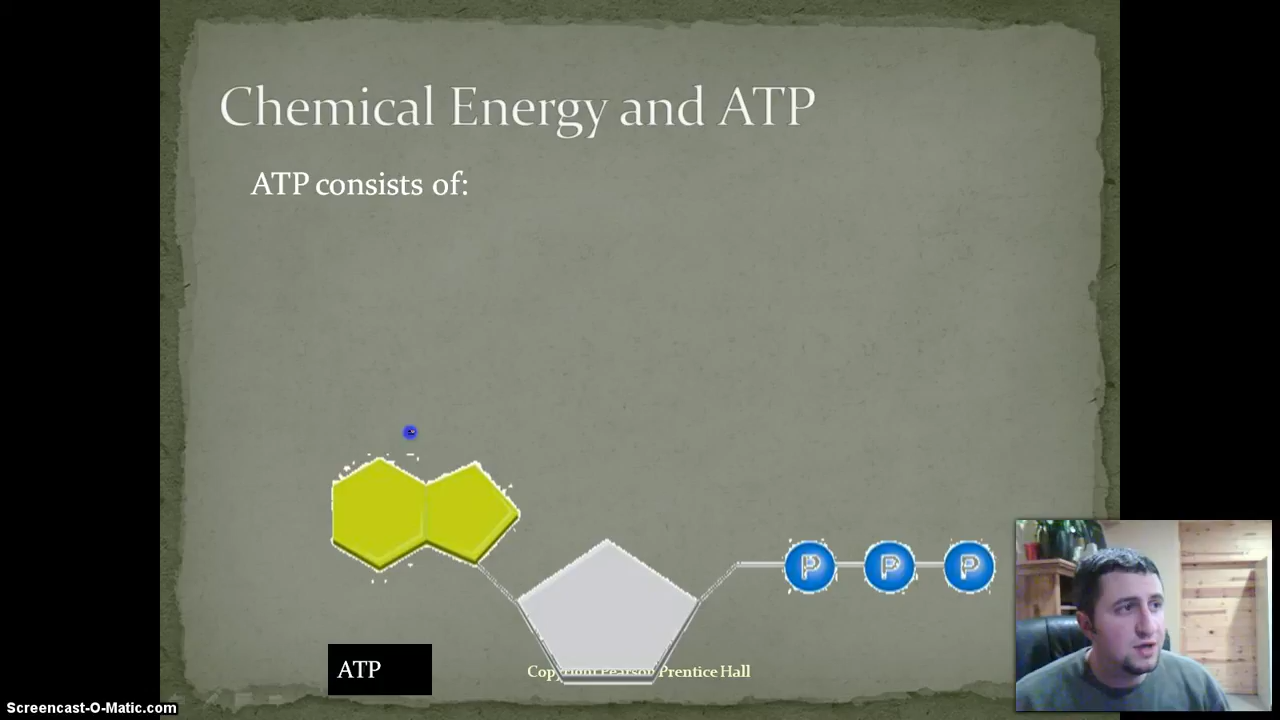 Chemical Energy and ATP
ATP consists of:
P P P
ATP
Copyright Pearson Prentice Hall
Screencast-O-Matic.com